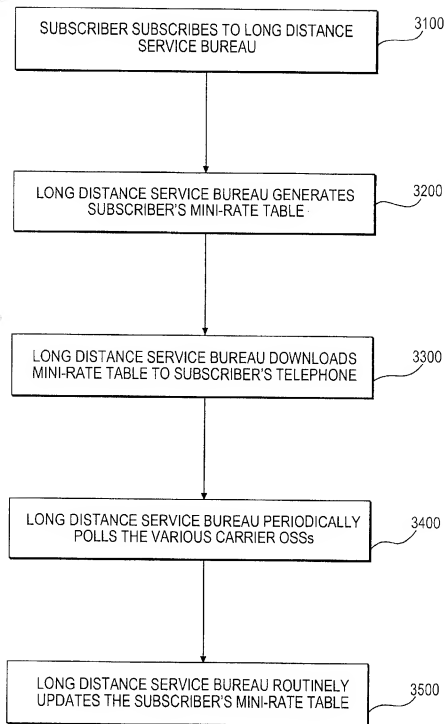 SUBSCRIBER SUBSCRIBES TO LONG DISTANCE
SERVICE BUREAU
3100
LONG DISTANCE SERVICE BUREAU GENERATES
SUBSCRIBER'S MINI-RATE TABLE
3200
LONG DISTANCE SERVICE BUREAU DOWNLOADS
MINI-RATE TABLE TO SUBSCRIBER'S TELEPHONE
3300
LONG DISTANCE SERVICE BUREAU PERIODICALLY
POLLS THE VARIOUS CARRIER OSSs
3400
LONG DISTANCE SERVICE BUREAU ROUTINELY
UPDATES THE SUBSCRIBER'S MINI-RATE TABLE
3500